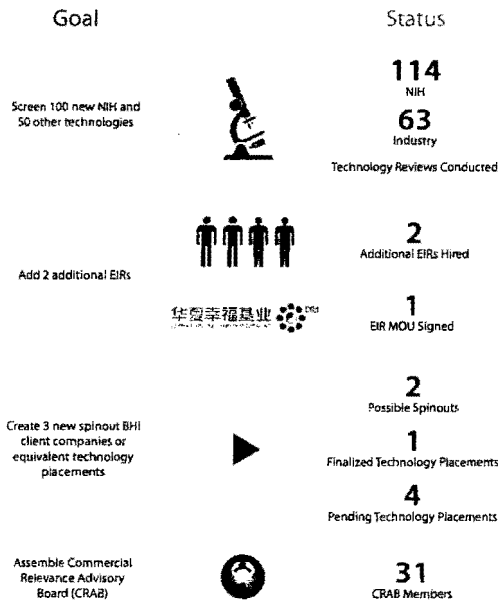 Goal
Status
Screen 100 new NIH and
50 other technologies
114
NIH
63
Industry
Technology Reviews Conducted
Add 2 additional EIRs
2
Additional EIRs Hired
华夏幸福基业
1
EIR MOU Signed
Create 3 new spinout BHI
client companies or
equivalent technology
placements
2
Possible Spinouts
1
Finalized Technology Placements
4
Pending Technology Placements
Assemble Commercial
Relevance Advisory
Board (CRAB)
31
CRAB Members